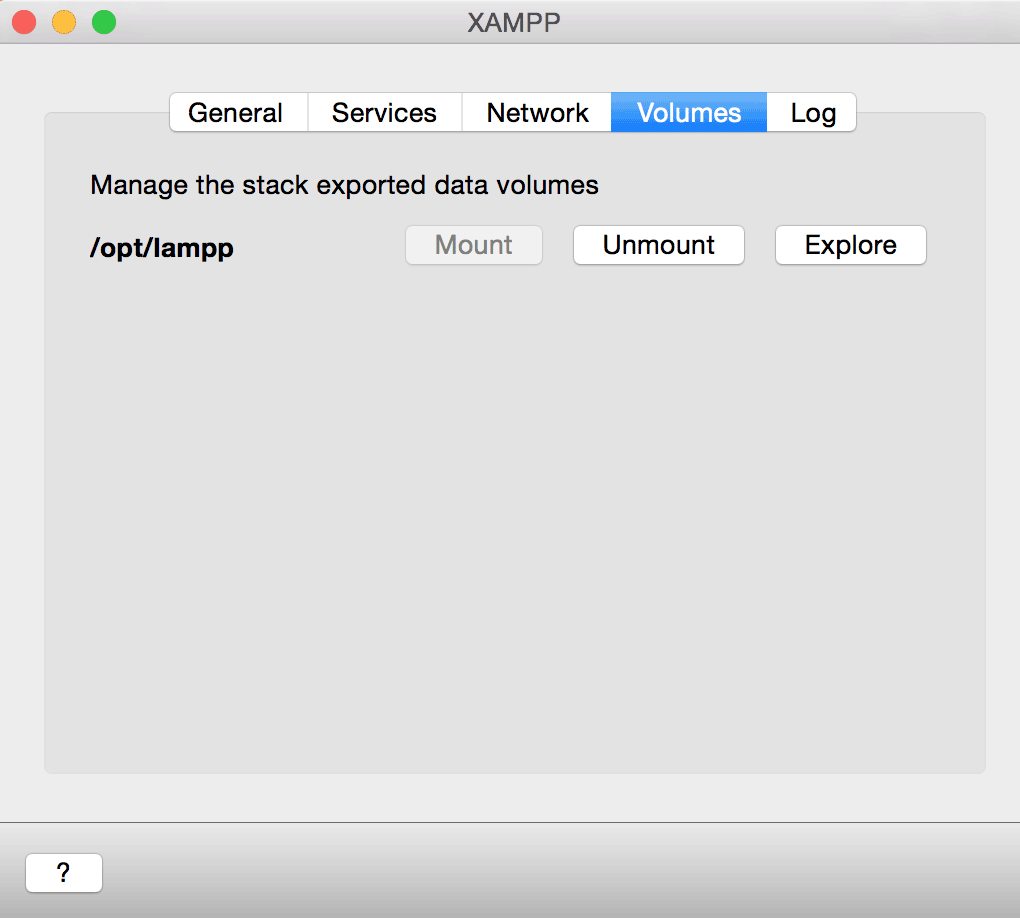 XAMPP
General Services Network Volumes Log
Manage the stack exported data volumes
/opt/lampp Mount Unmount Explore
?